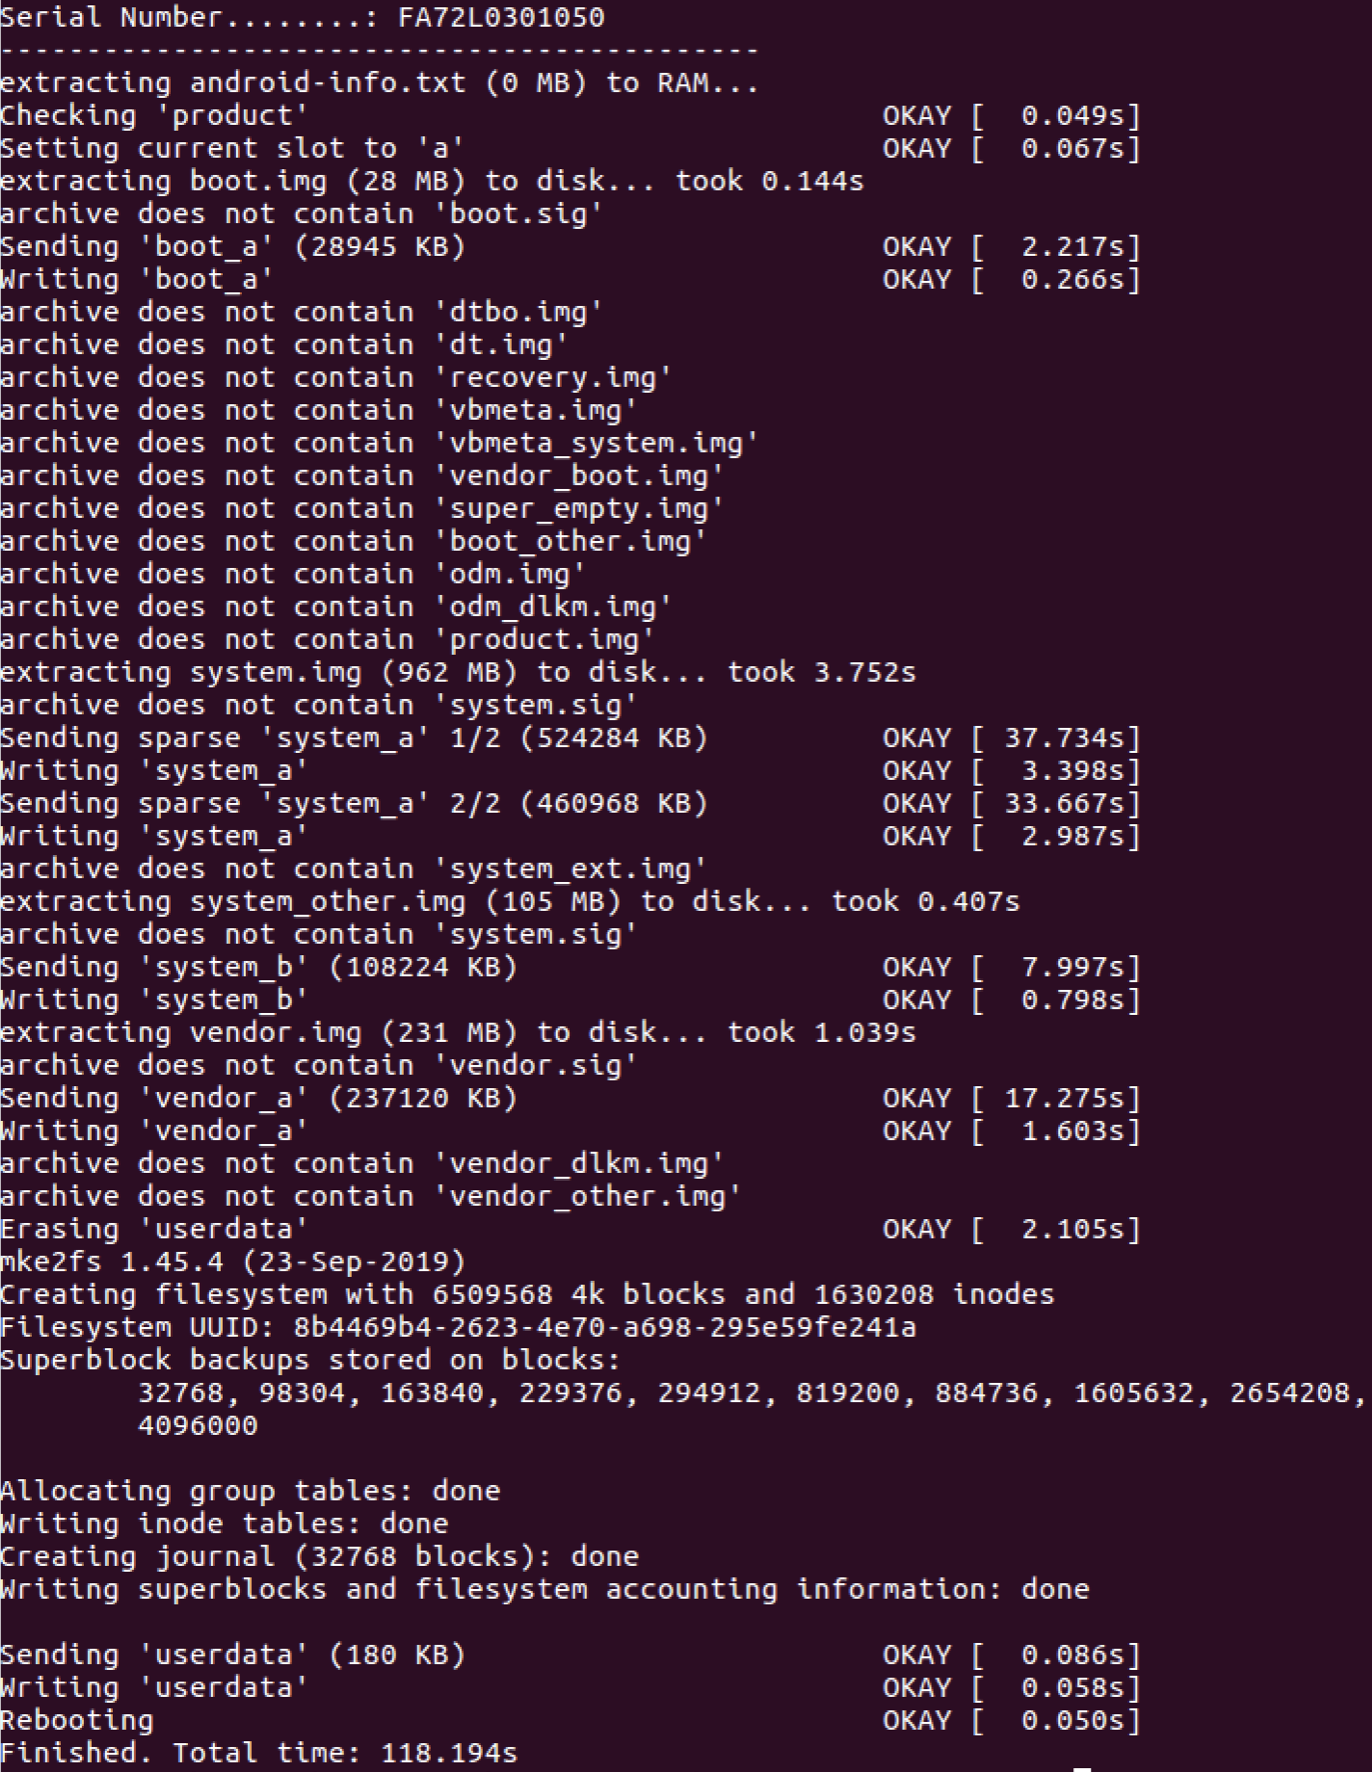 Serial Number........: FA72L0301050
--------------------------------------------
extracting android-info.txt (0 MB) to RAM...
Checking 'product'                                 OKAY [  0.049s]
Setting current slot to 'a'                        OKAY [  0.067s]
extracting boot.img (28 MB) to disk... took 0.144s
archive does not contain 'boot.sig'
Sending 'boot_a' (28945 KB)                        OKAY [  2.217s]
Writing 'boot_a'                                   OKAY [  0.266s]
archive does not contain 'dtbo.img'
archive does not contain 'dt.img'
archive does not contain 'recovery.img'
archive does not contain 'vbmeta.img'
archive does not contain 'vbmeta_system.img'
archive does not contain 'vendor_boot.img'
archive does not contain 'super_empty.img'
archive does not contain 'boot_other.img'
archive does not contain 'odm.img'
archive does not contain 'odm_dlkm.img'
archive does not contain 'product.img'
extracting system.img (962 MB) to disk... took 3.752s
archive does not contain 'system.sig'
Sending sparse 'system_a' 1/2 (524284 KB)          OKAY [ 37.734s]
Writing 'system_a'                                 OKAY [  3.398s]
Sending sparse 'system_a' 2/2 (460968 KB)          OKAY [ 33.667s]
Writing 'system_a'                                 OKAY [  2.987s]
archive does not contain 'system_ext.img'
extracting system_other.img (105 MB) to disk... took 0.407s
archive does not contain 'system.sig'
Sending 'system_b' (108224 KB)                     OKAY [  7.997s]
Writing 'system_b'                                 OKAY [  0.798s]
extracting vendor.img (231 MB) to disk... took 1.039s
archive does not contain 'vendor.sig'
Sending 'vendor_a' (237120 KB)                     OKAY [ 17.275s]
Writing 'vendor_a'                                 OKAY [  1.603s]
archive does not contain 'vendor_dlkm.img'
archive does not contain 'vendor_other.img'
Erasing 'userdata'                                 OKAY [  2.105s]
mke2fs 1.45.4 (23-Sep-2019)
Creating filesystem with 6509568 4k blocks and 1630208 inodes
Filesystem UUID: 8b4469b4-2623-4e70-a698-295e59fe241a
Superblock backups stored on blocks:
        32768, 98304, 163840, 229376, 294912, 819200, 884736, 1605632, 2654208,
        4096000

Allocating group tables: done
Writing inode tables: done
Creating journal (32768 blocks): done
Writing superblocks and filesystem accounting information: done

Sending 'userdata' (180 KB)                        OKAY [  0.086s]
Writing 'userdata'                                 OKAY [  0.058s]
Rebooting                                          OKAY [  0.050s]
Finished. Total time: 118.194s